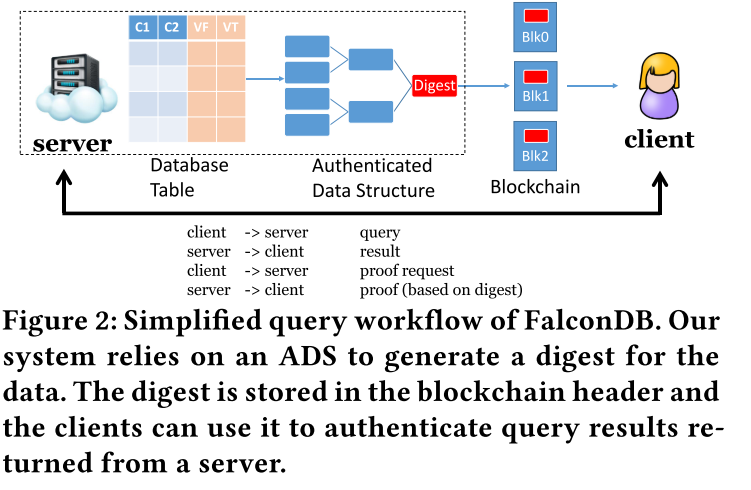 C1 C2 VF VT
Digest
Blk0
Blk1
Blk2
server
client
Database
Table
Authenticated
Data Structure
Blockchain
client -> server query
server -> client result
client -> server proof request
server -> client proof (based on digest)
Figure 2: Simplified query workflow of FalconDB. Our
system relies on an ADS to generate a digest for the
data. The digest is stored in the blockchain header and
the clients can use it to authenticate query results re-
turned from a server.